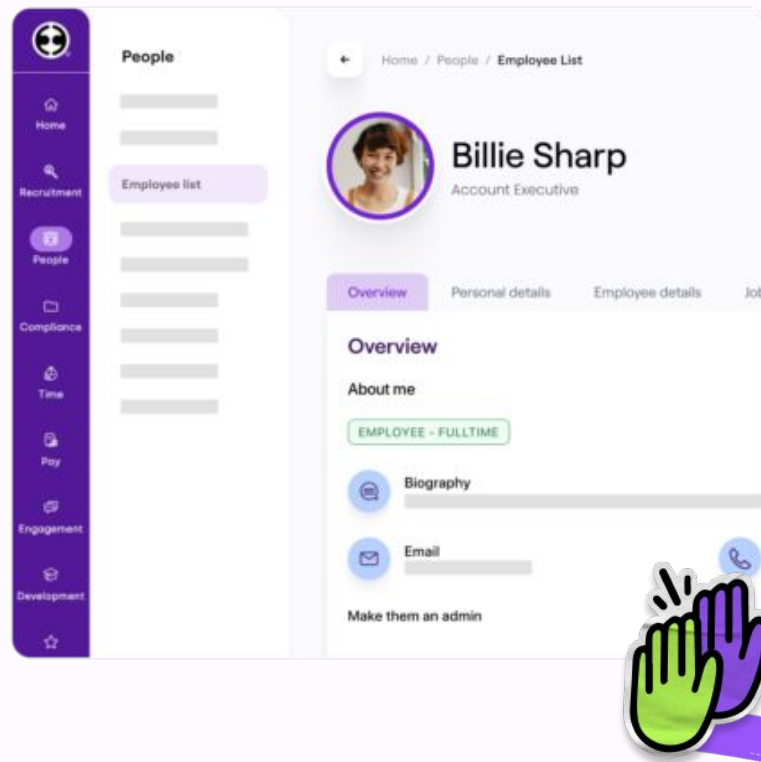 Home
Recruitment
People
Compliance
Time
Pay
Engagement
Development
People
Employee list
Home / People / Employee List
Billie Sharp
Account Executive
Overview
Personal details
Employee details
Job
Overview
About me
EMPLOYEE - FULLTIME
Biography
Email
Make them an admin